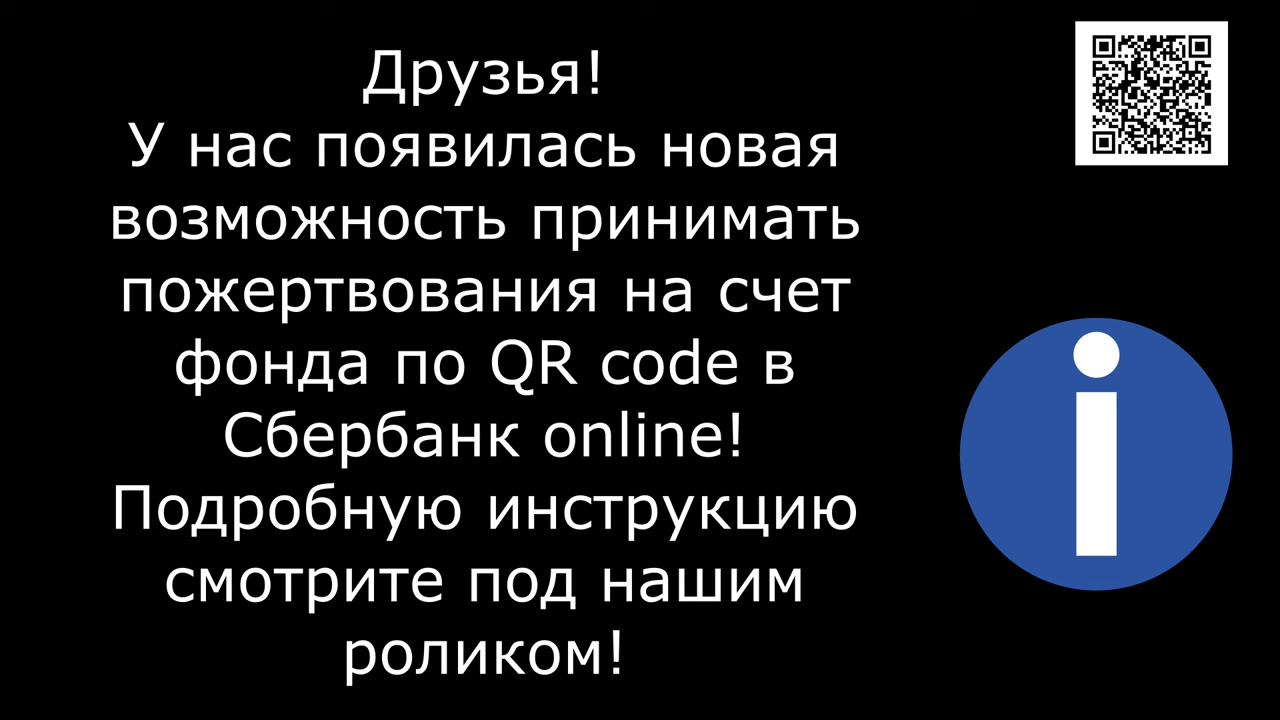 Друзья!
У нас появилась новая
возможность принимать
пожертвования на счет
фонда по QR code в
Сбербанк online!
Подробную инструкцию
смотрите под нашим
роликом!
i